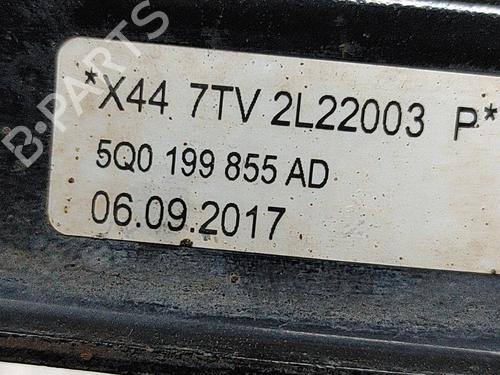 B-PARTS
*X44 7TV 2L22003 P*
5Q0 199 855 AD
06.09.2017